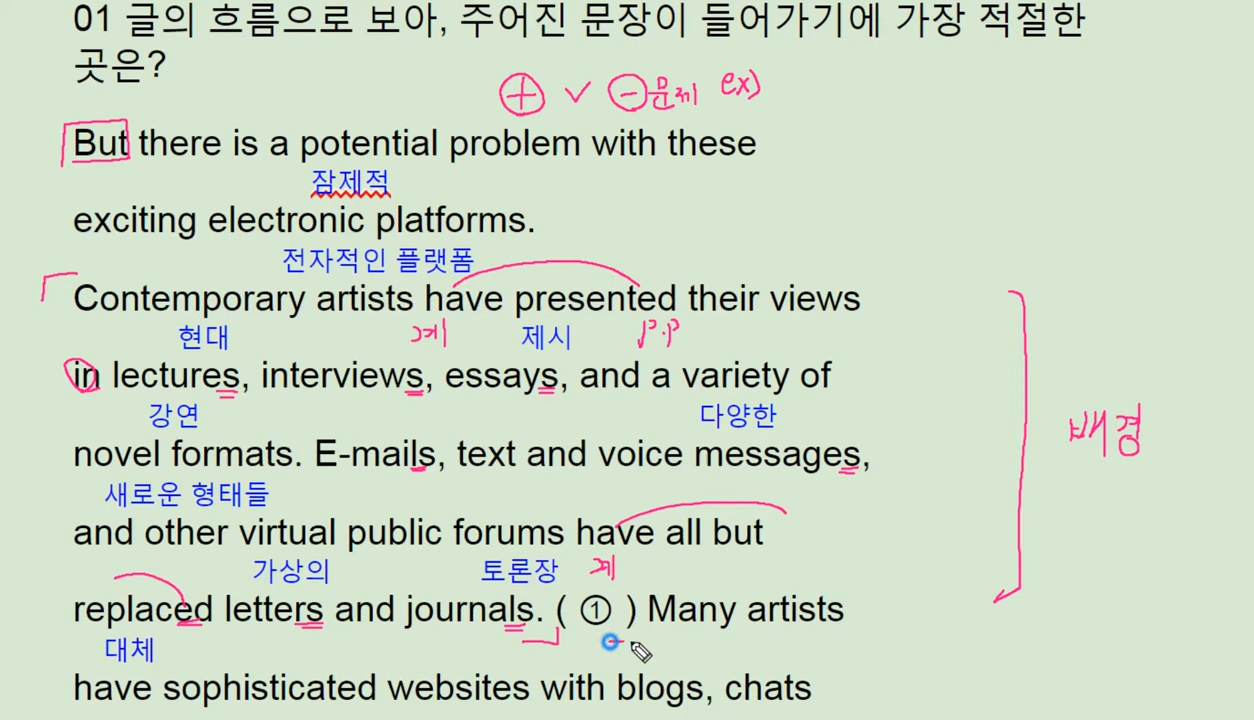 01 글의 흐름으로 보아, 주어진 문장이 들어가기에 가장 적절한
곳은?
+ v -문제 ex)
But there is a potential problem with these
잠제적
exciting electronic platforms.
전자적인 플랫폼
Contemporary artists have presented their views
현대 계 제시 P.P
in lectures, interviews, essays, and a variety of
강연 다양한
novel formats. E-mails, text and voice messages,
새로운 형태들
배경
and other virtual public forums have all but
가상의 토론장 계
replaced letters and journals. ( ① ) Many artists
대체
have sophisticated websites with blogs, chats